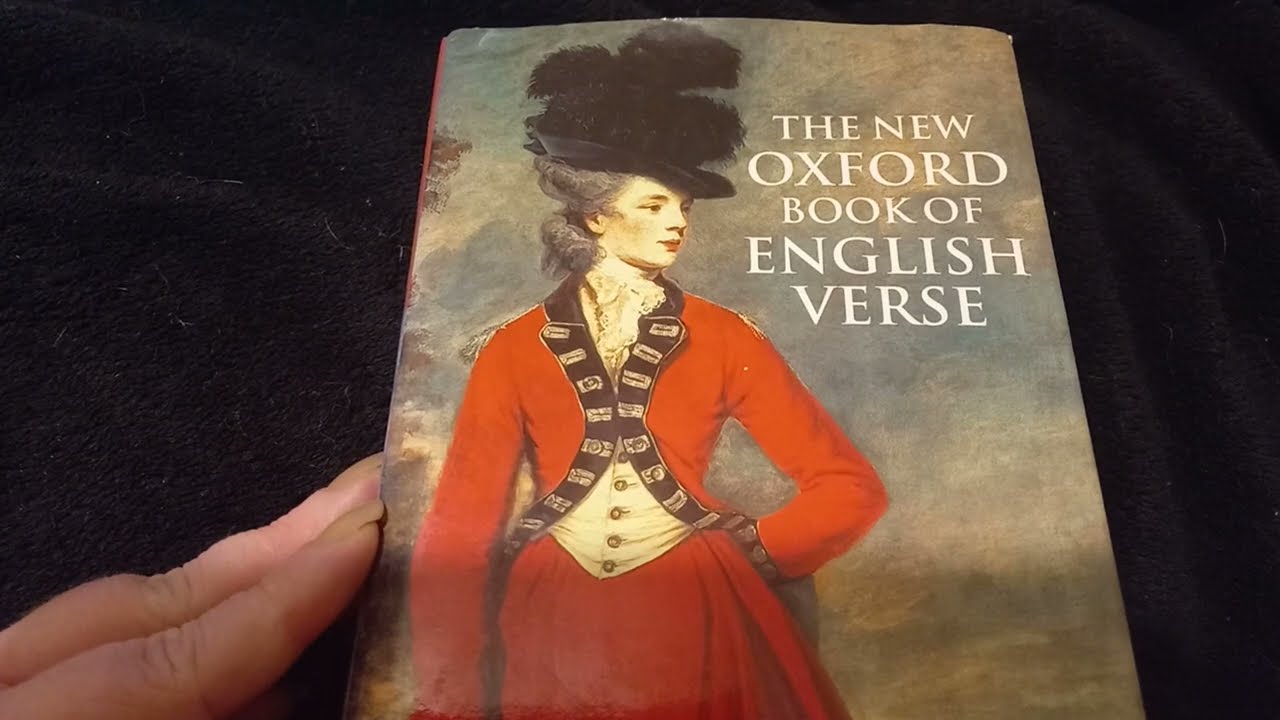 THE NEW
OXFORD
BOOK OF
ENGLISH
VERSE